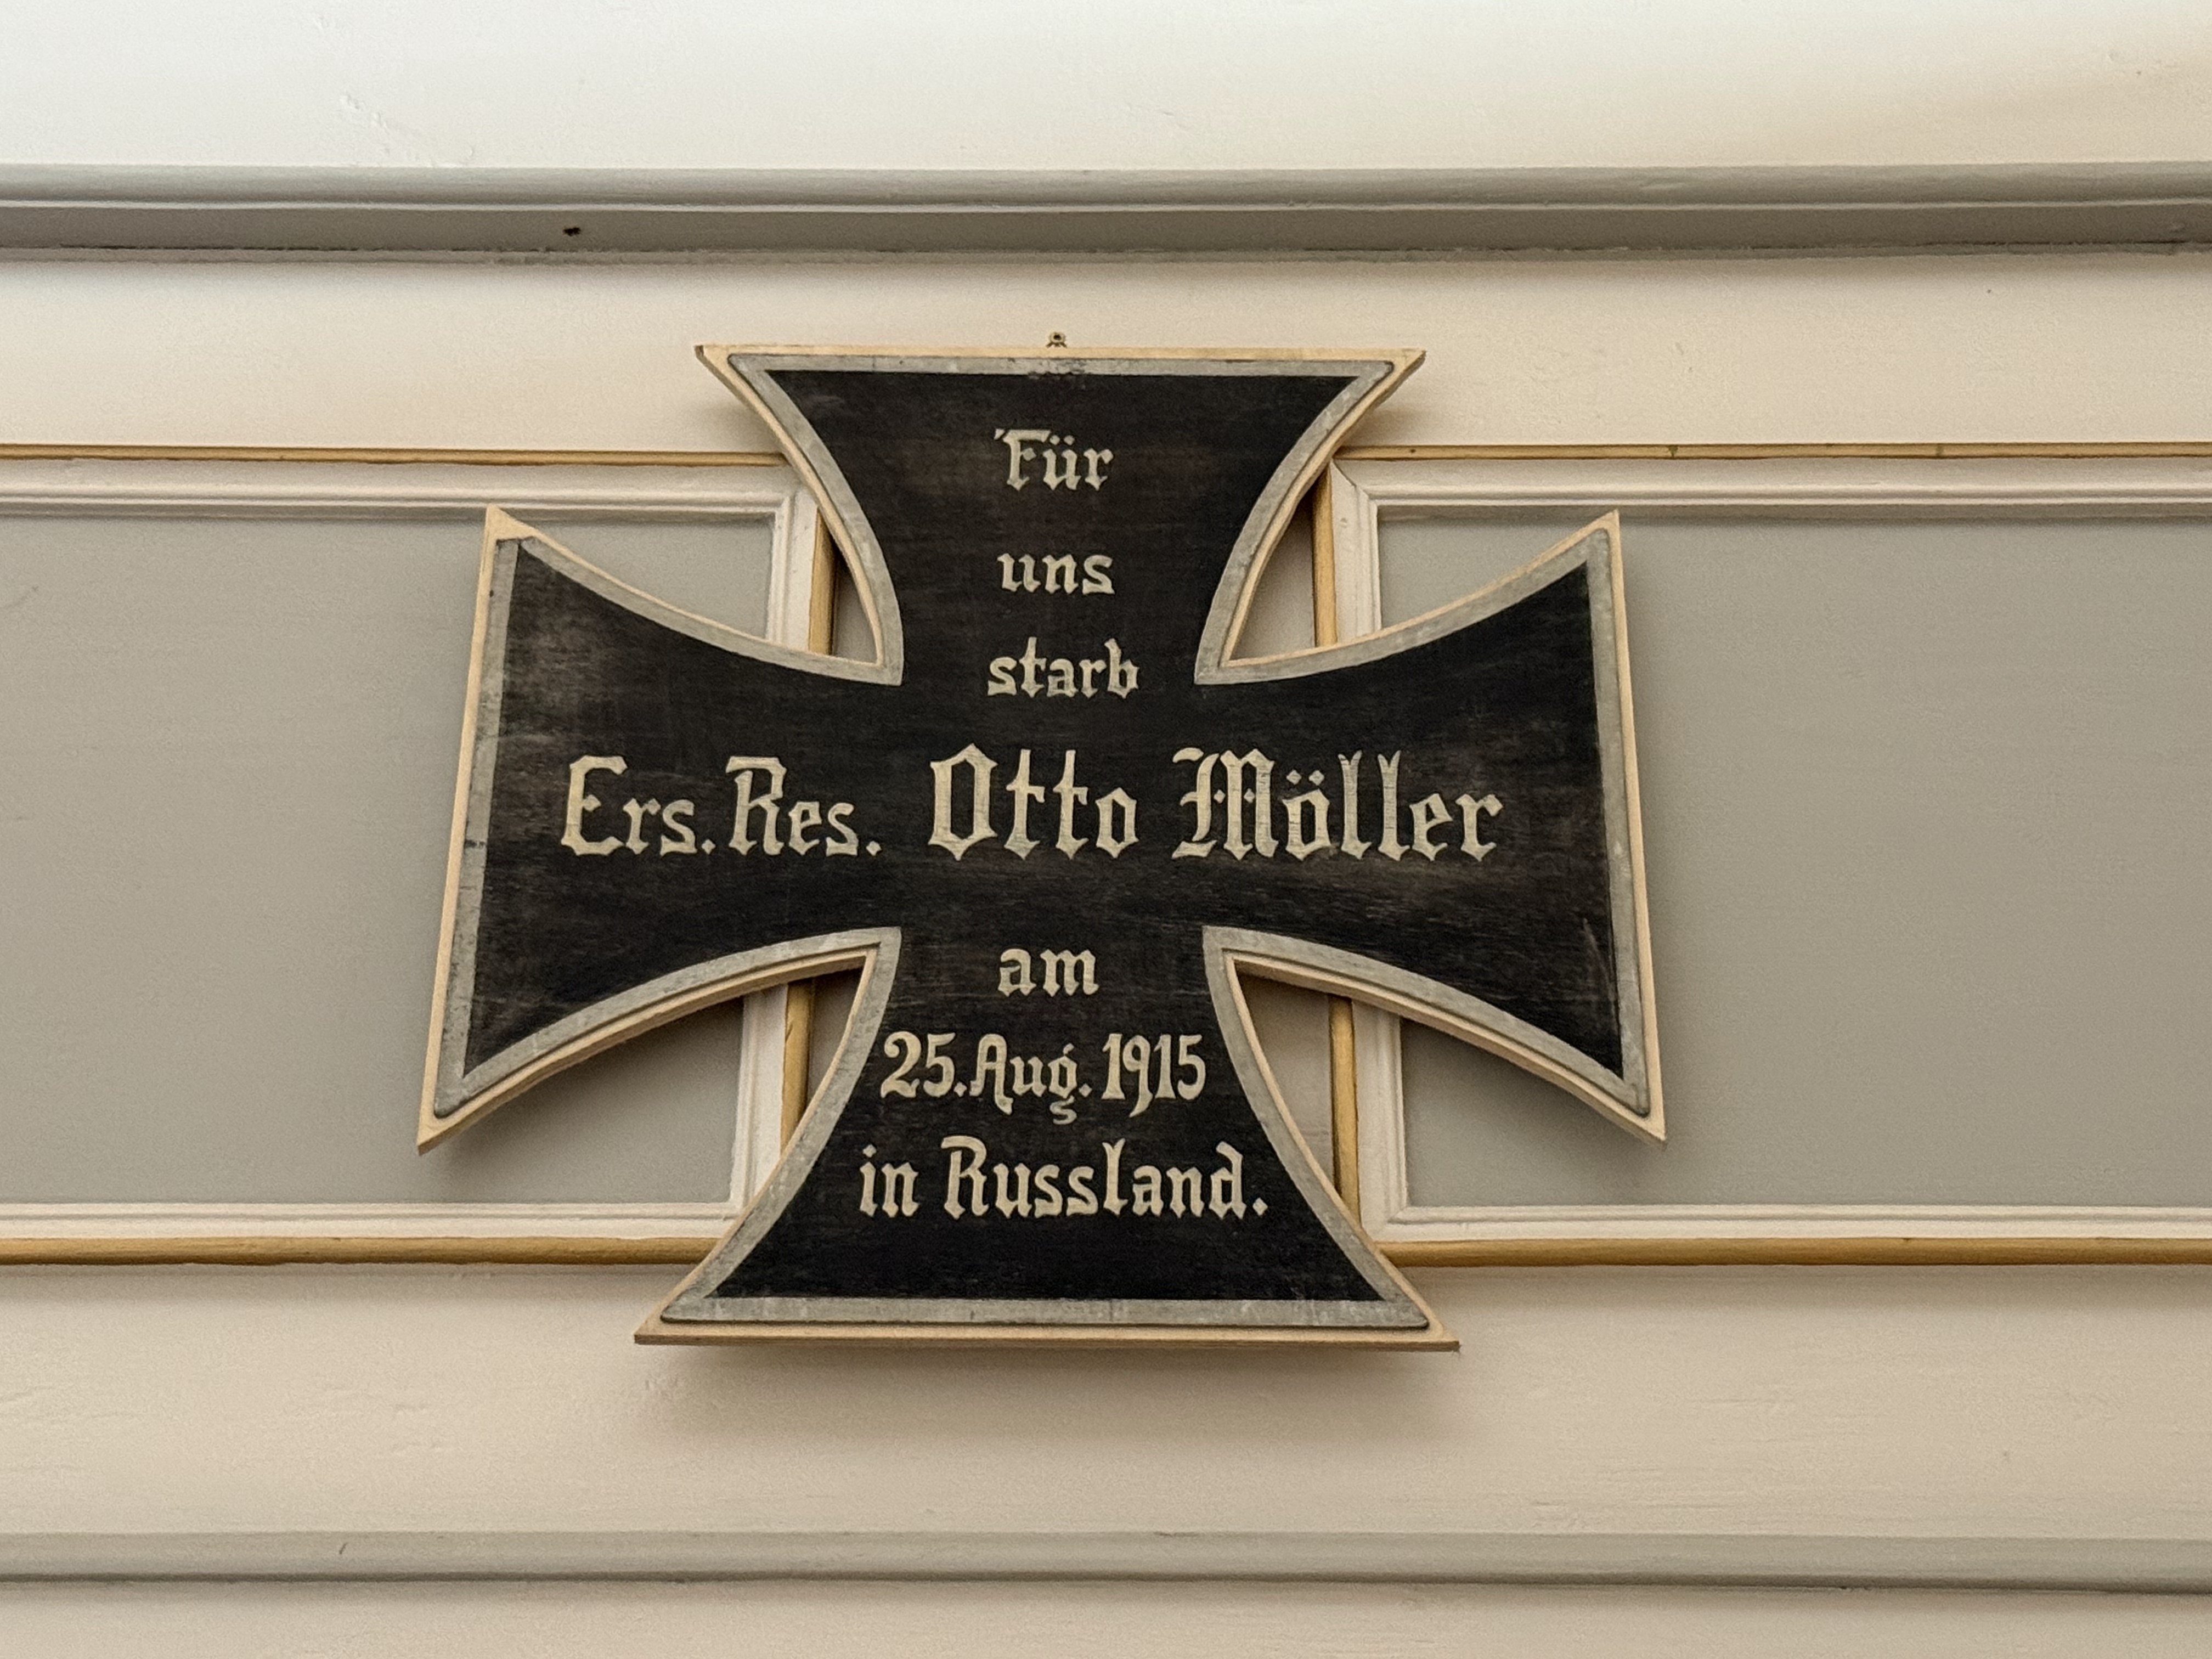 Für
uns
starb
Ers. Res. Otto Möller
am
25. Aug. 1915
in Russland.